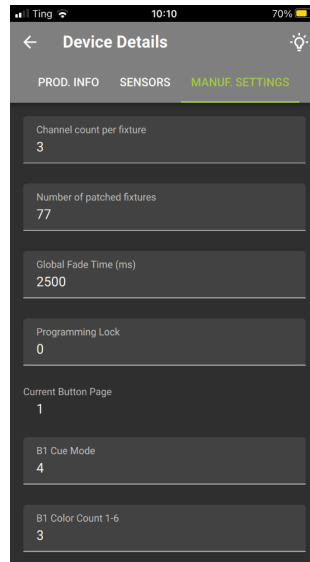 Ting 10:10 70%
Device Details
PROD. INFO SENSORS MANUF. SETTINGS
Channel count per fixture
3
Number of patched fixtures
77
Global Fade Time (ms)
2500
Programming Lock
0
Current Button Page
1
B1 Cue Mode
4
B1 Color Count 1-6
3